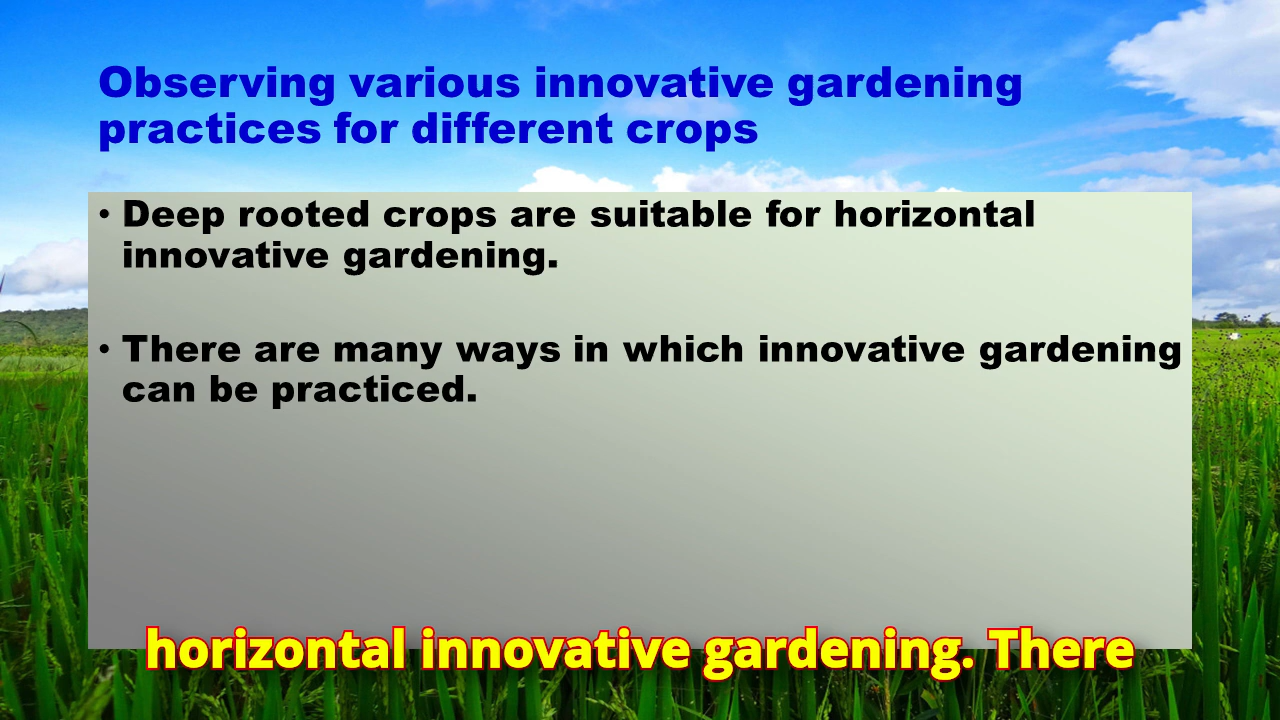 Observing various innovative gardening
practices for different crops
• Deep rooted crops are suitable for horizontal
innovative gardening.
• There are many ways in which innovative gardening
can be practiced.
horizontal innovative gardening. There